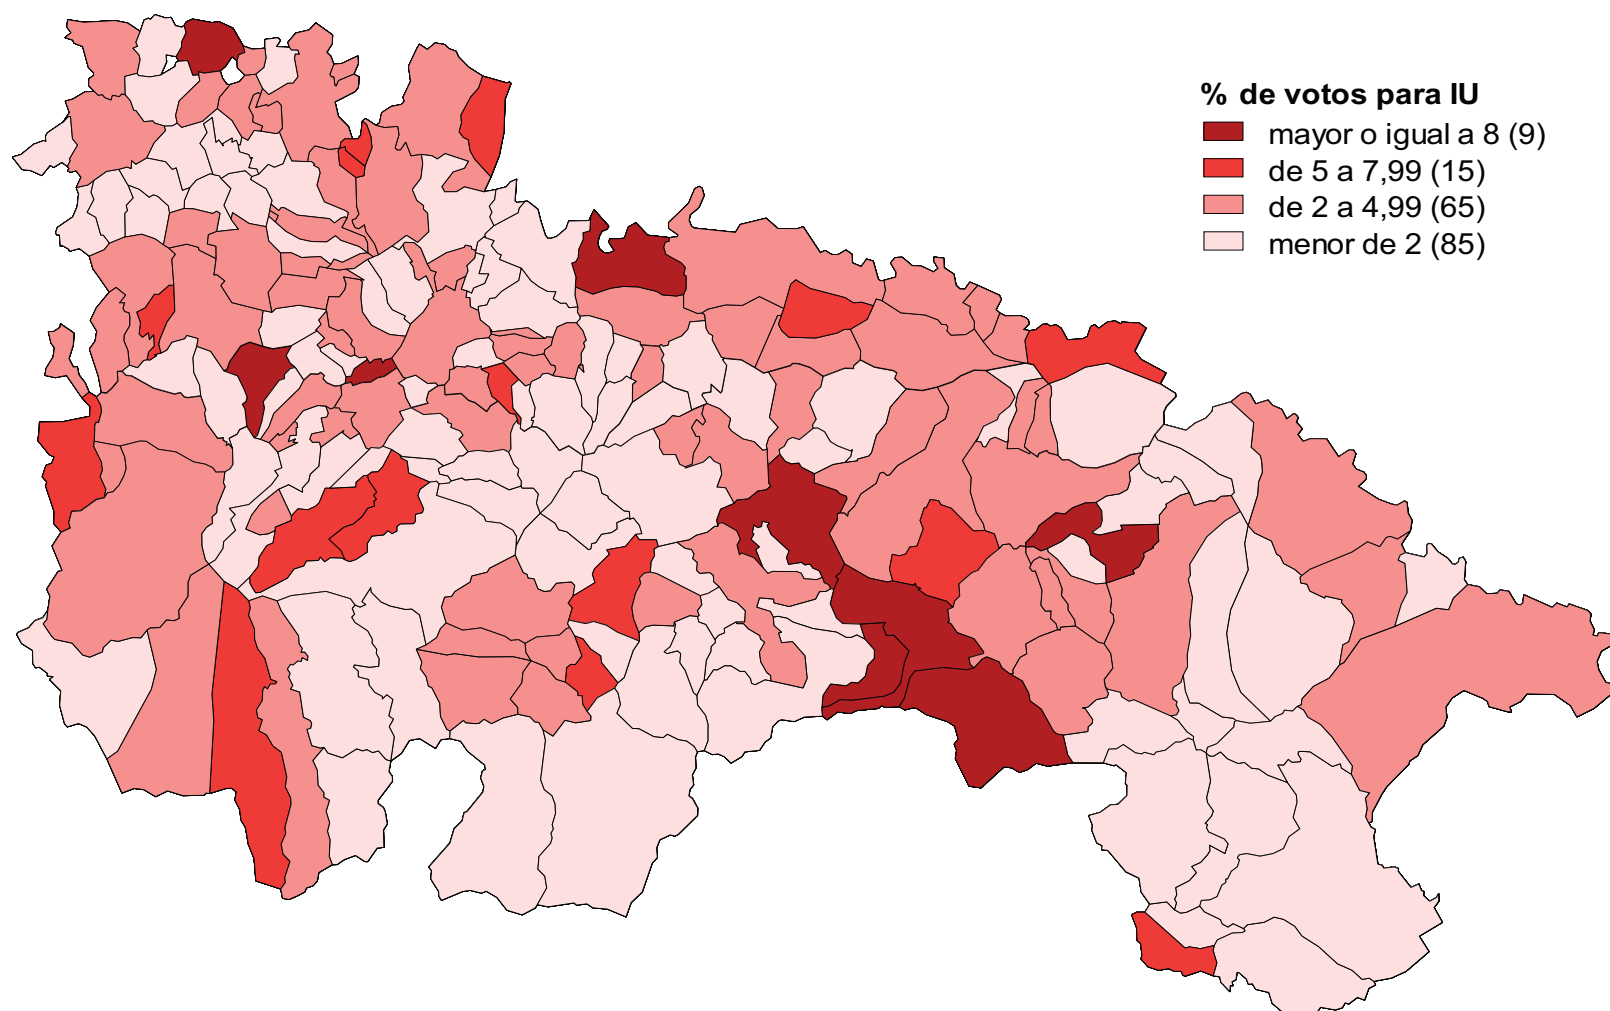 % de votos para IU
mayor o igual a 8 (9)
de 5 a 7,99 (15)
de 2 a 4,99 (65)
menor de 2 (85)